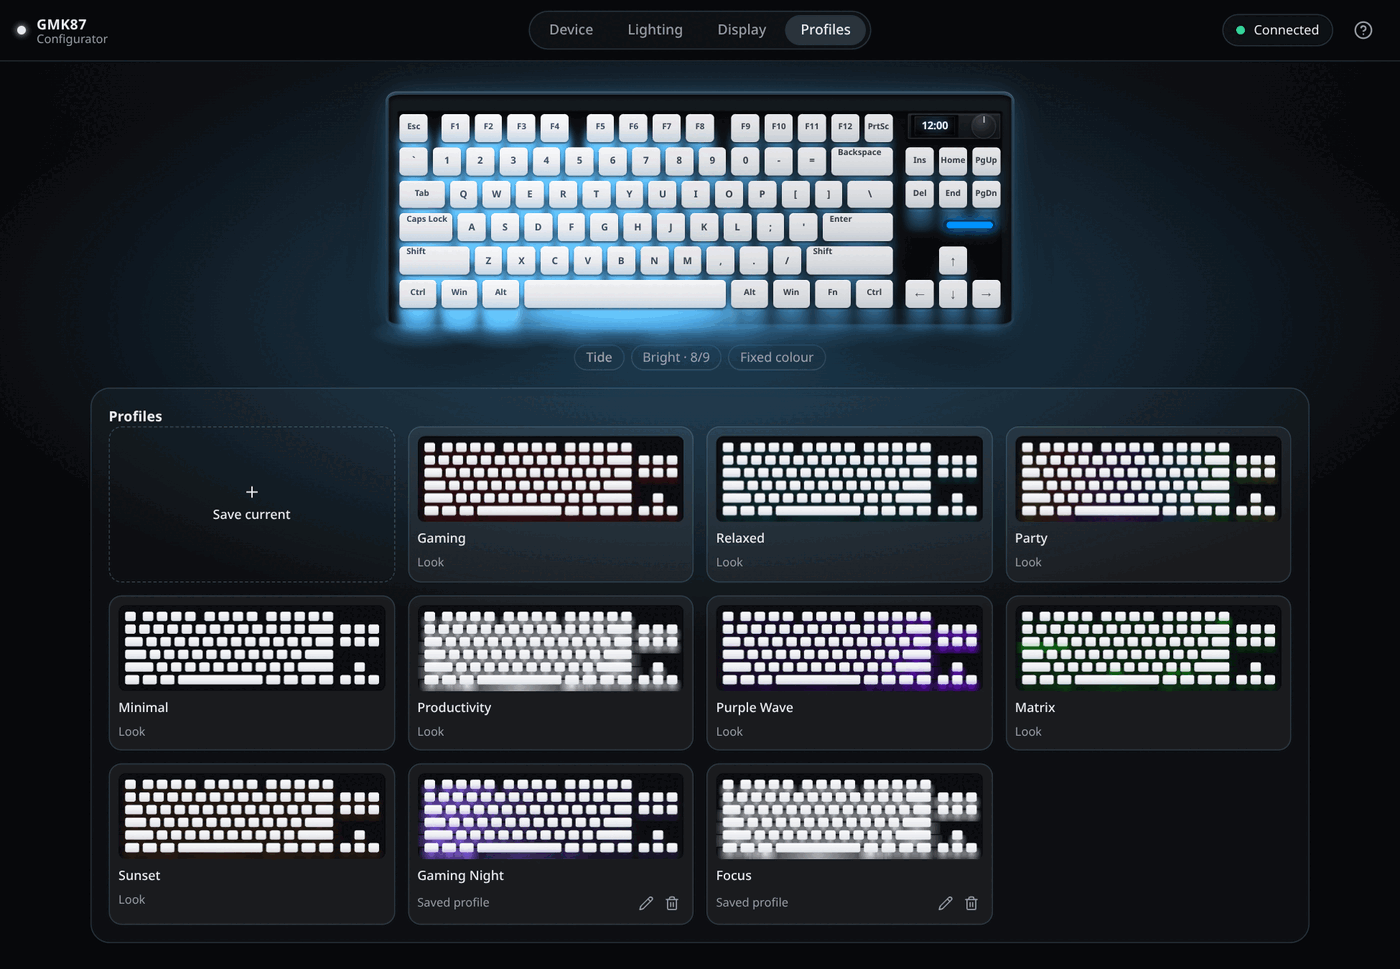 GMK87
Configurator
Device
Lighting
Display
Profiles
Connected
Esc F1 F2 F3 F4 F5 F6 F7 F8 F9 F10 F11 F12 PrtSc 12:00
` 1 2 3 4 5 6 7 8 9 0 - = Backspace Ins Home PgUp
Tab Q W E R T Y U I O P [ ] \ Del End PgDn
Caps Lock A S D F G H J K L ; ' Enter
Shift Z X C V B N M , . / Shift ↑
Ctrl Win Alt Alt Win Fn Ctrl ← ↓ →
Tide
Bright · 8/9
Fixed colour
Profiles
+
Save current
Gaming
Look
Relaxed
Look
Party
Look
Minimal
Look
Productivity
Look
Purple Wave
Look
Matrix
Look
Sunset
Look
Gaming Night
Saved profile
Focus
Saved profile